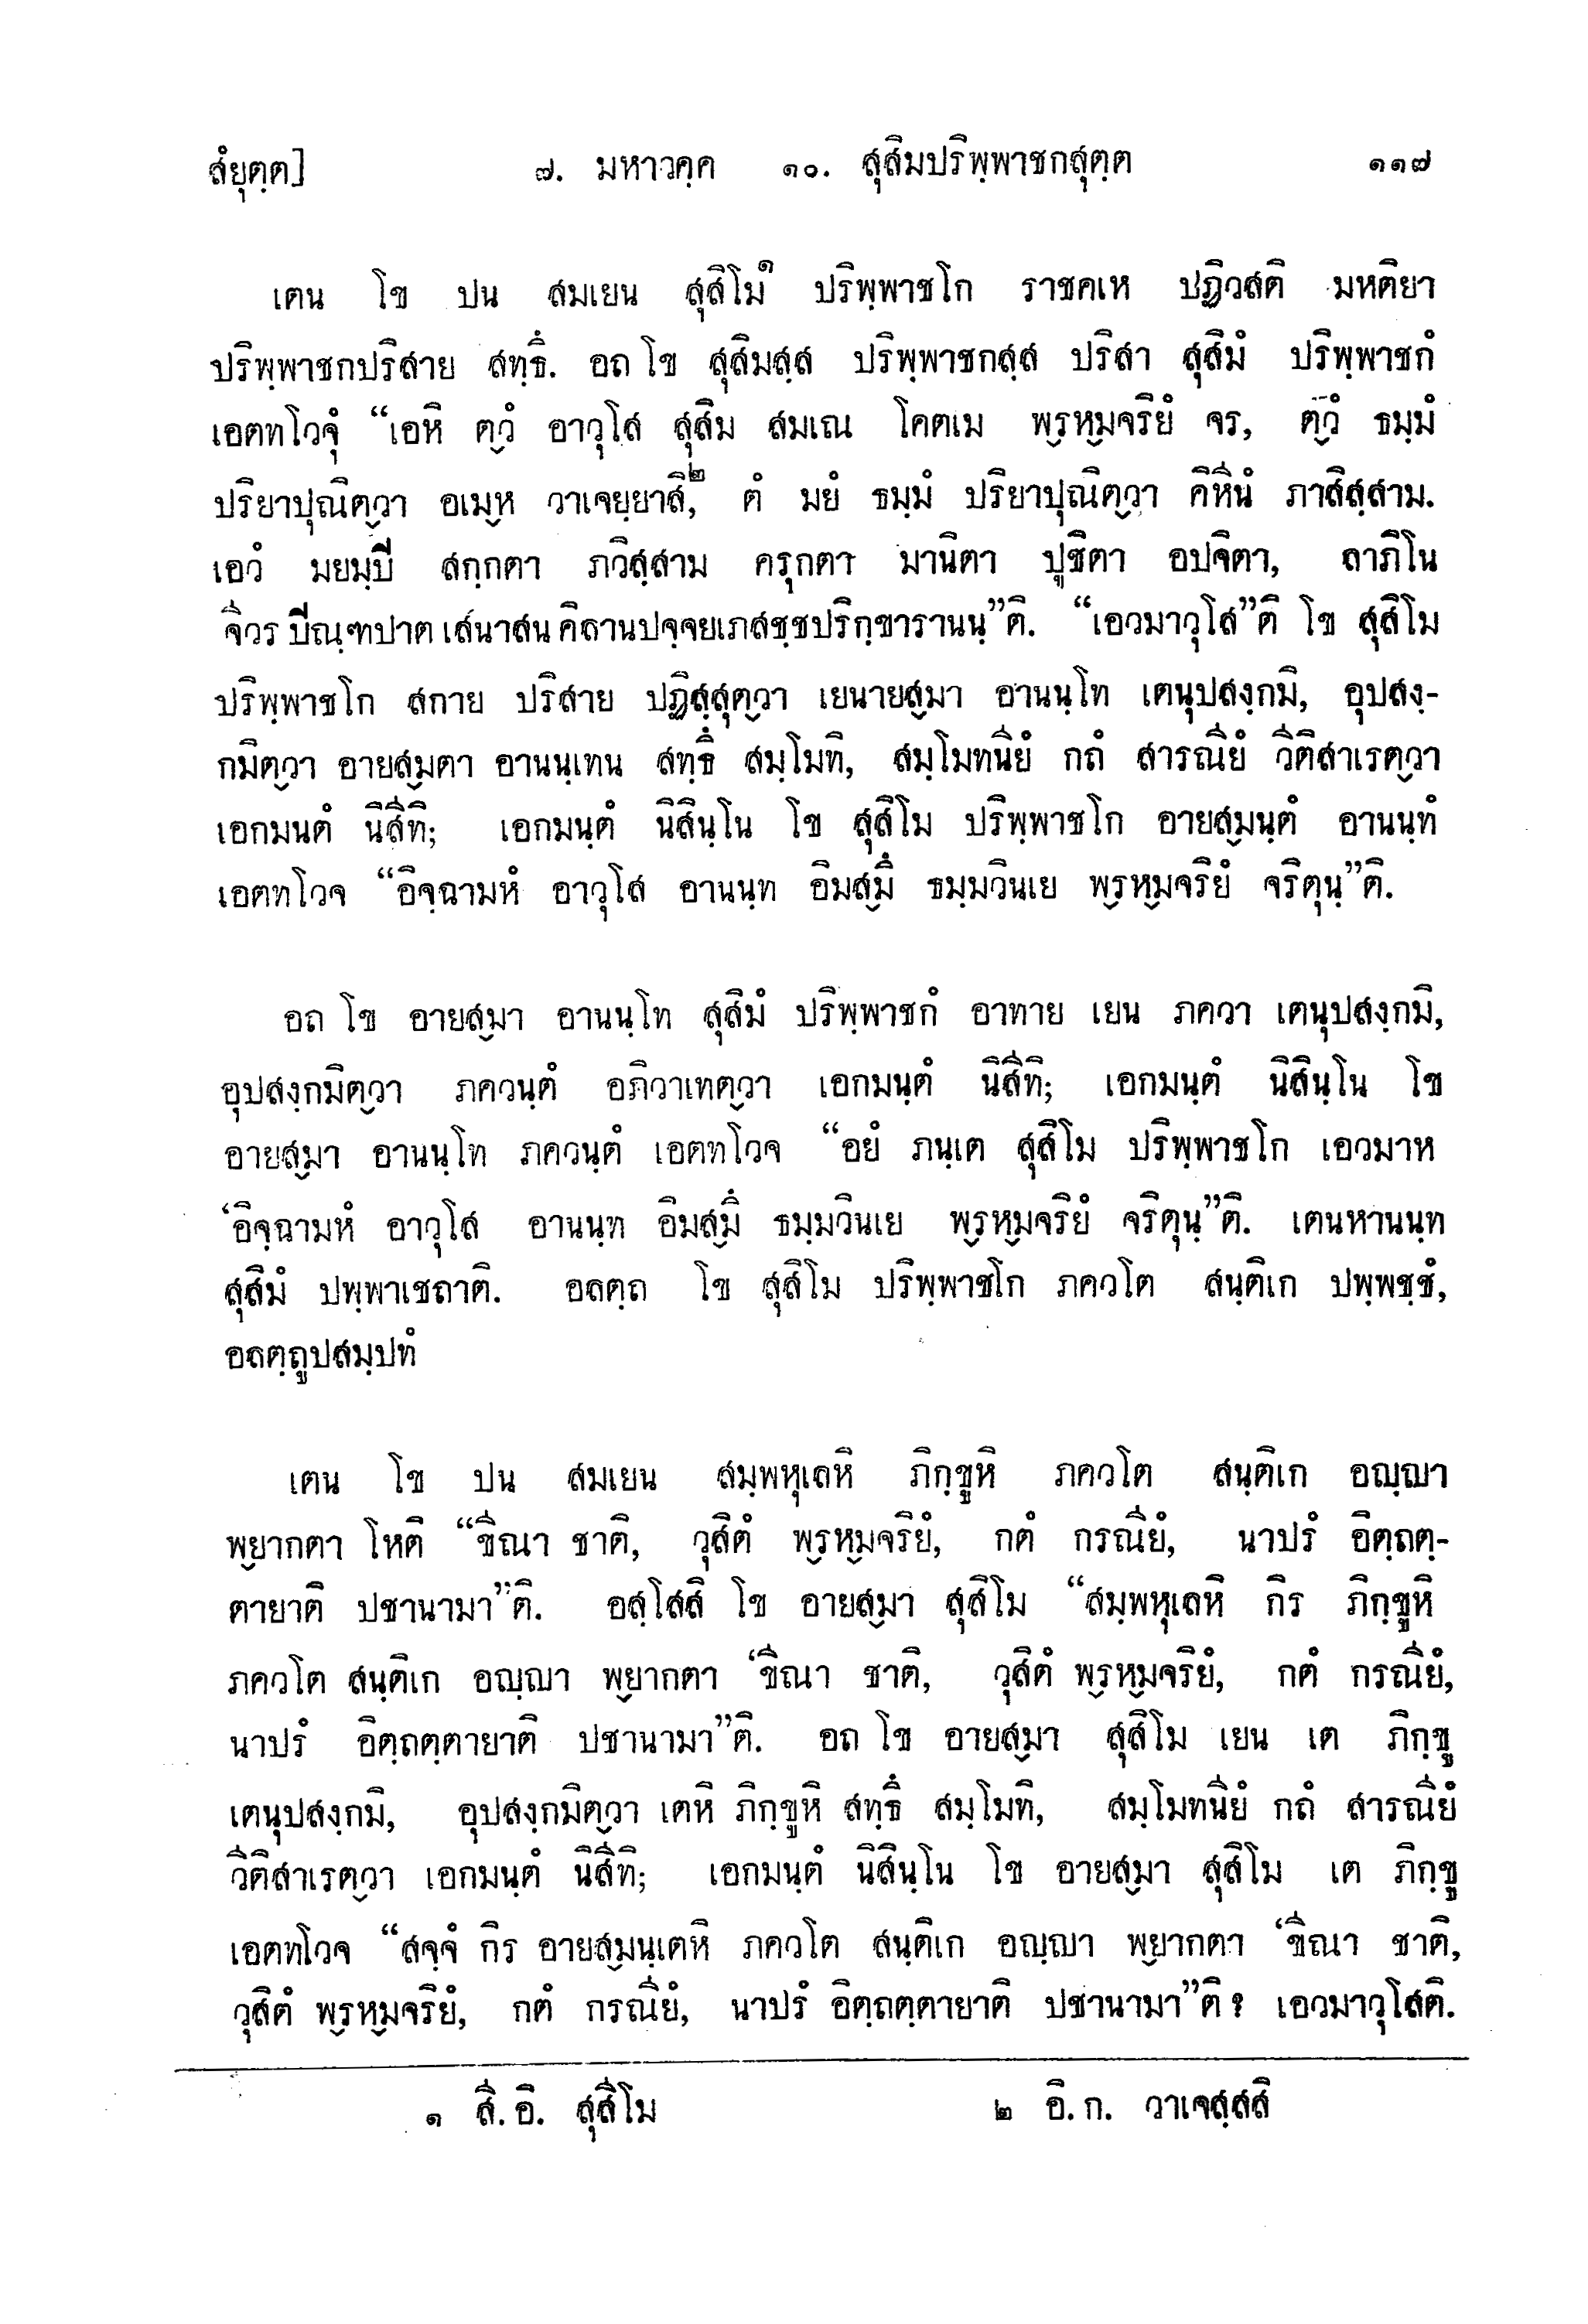 สํยุตฺต] ๗. มหาวคฺค ๑๐. สุสิมปริพฺพาชกสุตฺต ๑๑๗
เตน โข ปน สมเยน สุสิโม๑ ปริพฺพาชโก ราชคเห ปฏิวสติ มหติยา
ปริพฺพาชกปริสาย สทฺธึ. อถ โข สุสิมสฺส ปริพฺพาชกสฺส ปริสา สุสิมํ ปริพฺพาชกํ
เอตทโวจุํ “เอหิ ตฺวํ อาวุโส สุสิม สมเณ โคตเม พฺรหฺมจริยํ จร, ตฺวํ ธมฺมํ
ปริยาปุณิตฺวา อเมฺห วาเจยฺยาสิ,๒ ตํ มยํ ธมฺมํ ปริยาปุณิตฺวา คิหีนํ ภาสิสฺสาม.
เอวํ มยมฺปิ สกฺกตา ภวิสฺสาม ครุกตา มานิตา ปูชิตา อปจิตา, ลาภิโน
จีวร ปิณฺฑปาต เสนาสน คิลานปจฺจยเภสชฺชปริกฺขารานนฺ”ติ. “เอวมาวุโส”ติ โข สุสิโม
ปริพฺพาชโก สกาย ปริสาย ปฏิสฺสุตฺวา เยนายสฺมา อานนฺโท เตนุปสงฺกมิ, อุปสงฺ-
กมิตฺวา อายสฺมตา อานนฺเทน สทฺธึ สมฺโมทิ, สมฺโมทนียํ กถํ สารณียํ วีติสาเรตฺวา
เอกมนตํ นิสีทิ; เอกมนฺตํ นิสินฺโน โข สุสิโม ปริพฺพาชโก อายสฺมนฺตํ อานนฺทํ
เอตทโวจ “อิจฺฉามหํ อาวุโส อานนฺท อิมสฺมึ ธมฺมวินเย พฺรหฺมจริยํ จริตุนฺ”ติ.
อถ โข อายสฺมา อานนฺโท สุสิมํ ปริพฺพาชกํ อาทาย เยน ภควา เตนุปสงฺกมิ,
อุปสงฺกมิตฺวา ภควนฺตํ อภิวาเทตฺวา เอกมนฺตํ นิสีทิ; เอกมนฺตํ นิสินฺโน โข
อายสฺมา อานนฺโท ภควนฺตํ เอตทโวจ “อยํ ภนฺเต สุสิโม ปริพฺพาชโก เอวมาห
‘อิจฺฉามหํ อาวุโส อานนฺท อิมสฺมึ ธมฺมวินเย พฺรหฺมจริยํ จริตุนฺ”ติ. เตนหานนฺท
สุสิมํ ปพฺพาเชถาติ. อลตฺถ โข สุสิโม ปริพฺพาชโก ภควโต สนฺติเก ปพฺพชฺชํ,
อลตฺถูปสมฺปทํ
เตน โข ปน สมเยน สมฺพหุเลหิ ภิกฺขูหิ ภควโต สนฺติเก อญฺญา
พฺยากตา โหติ “ขีณา ชาติ, วุสิตํ พฺรหฺมจริยํ, กตํ กรณียํ, นาปรํ อิตฺถตฺ-
ตายาติ ปชานามา”ติ. อสฺโสสิ โข อายสฺมา สุสิโม “สมฺพหุเลหิ กิร ภิกฺขูหิ
ภควโต สนฺติเก อญฺญา พฺยากตา ‘ขีณา ชาติ, วุสิตํ พฺรหฺมจริยํ, กตํ กรณียํ,
นาปรํ อิตฺถตฺตายาติ ปชานามา”ติ. อถ โข อายสฺมา สุสิโม เยน เต ภิกฺขู
เตนุปสงฺกมิ, อุปสงฺกมิตฺวา เตหิ ภิกฺขูหิ สทฺธึ สมฺโมทิ, สมฺโมทนียํ กถํ สารณียํ
วีติสาเรตฺวา เอกมนฺตํ นิสีทิ; เอกมนฺตํ นิสินฺโน โข อายสฺมา สุสิโม เต ภิกฺขู
เอตทโวจ “สจฺจํ กิร อายสฺมนฺเตหิ ภควโต สนฺติเก อญฺญา พฺยากตา ‘ขีณา ชาติ,
วุสิตํ พฺรหฺมจริยํ, กตํ กรณียํ, นาปรํ อิตฺถตฺตายาติ ปชานามา”ติ? เอวมาวุโสติ.
๑ สี. อิ. สุสีโม ๒ อิ. ก. วาเจสฺสสิ